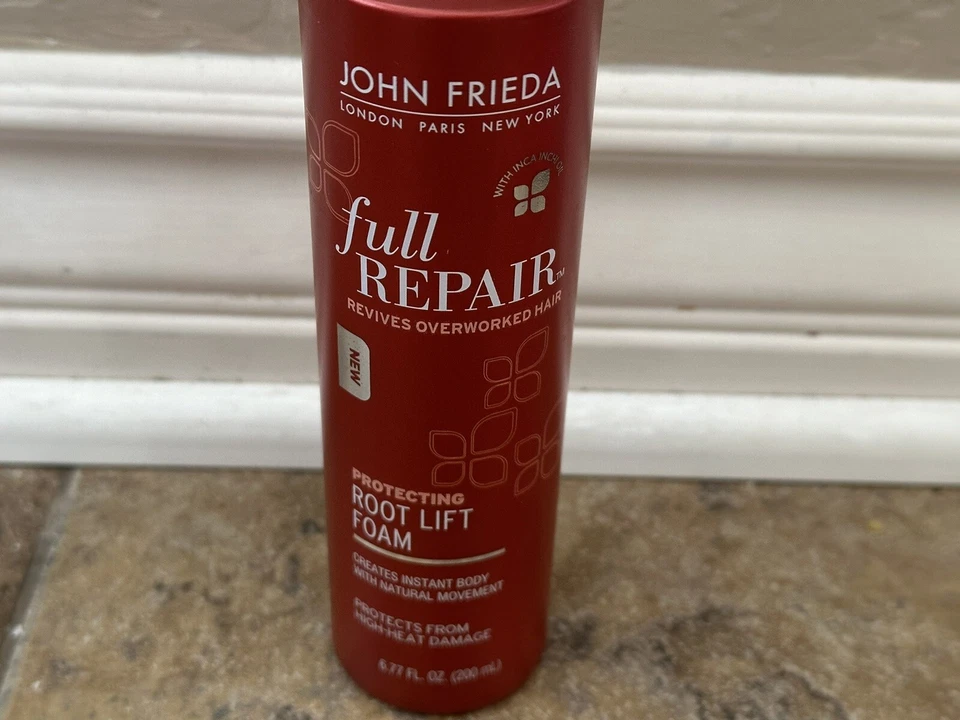 JOHN FRIEDA
LONDON PARIS NEW YORK
WITH INCA INCHI OIL
full
REPAIR™
REVIVES OVERWORKED HAIR
NEW
PROTECTING
ROOT LIFT
FOAM
CREATES INSTANT BODY
WITH NATURAL MOVEMENT
PROTECTS FROM
HIGH-HEAT DAMAGE
6.77 FL. OZ. (200 mL)